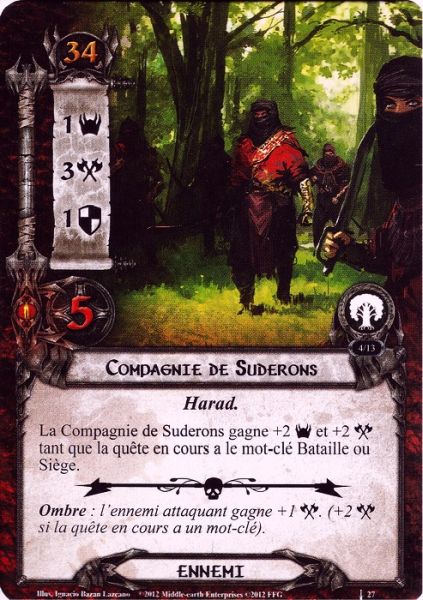 34
1
3
1
5
4/13
Compagnie de Suderons
Harad.
La Compagnie de Suderons gagne +2 et +2
tant que la quête en cours a le mot-clé Bataille ou
Siège.
Ombre : l'ennemi attaquant gagne +1 . (+2
si la quête en cours a un mot-clé).
ENNEMI
Illus. Ignacio Bazan Lazcano ©2012 Middle-earth Enterprises ©2012 FFG 27